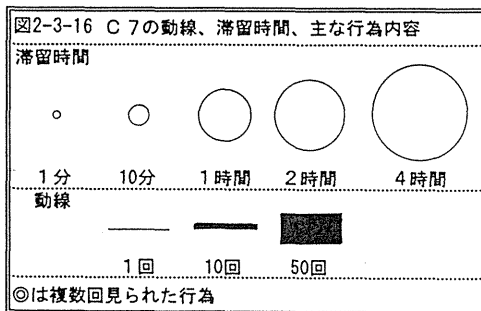 図2-3-16 C7の動線、滞留時間、主な行為内容
滞留時間
1分 10分 1時間 2時間 4時間
動線
1回 10回 50回
◎は複数回見られた行為